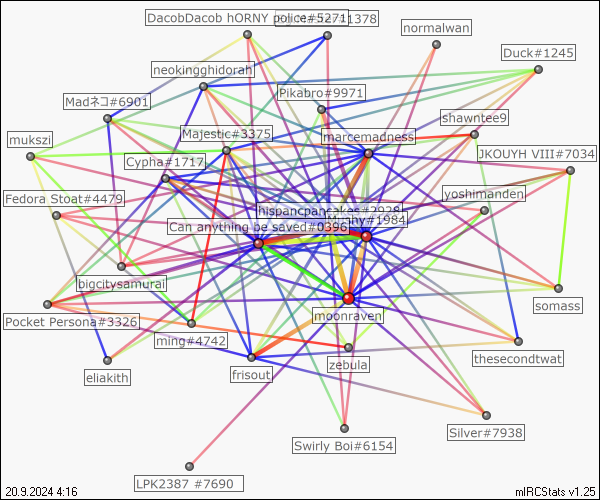 DacobDacob hORNY police#5271
11378
normalwan
Duck#1245
neokingghidorah
Pikabro#9971
Madネコ#6901
shawntee9
Majestic#3375
marcemadness
mukszi
Cypha#1717
JKOUYH VIII#7034
Fedora Stoat#4479
yoshimanden
hispancpancakes#2928
Can anything be saved#0396
#1984
bigcitysamurai
somass
Pocket Persona#3326
moonraven
ming#4742
zebula
thesecondtwat
eliakith
frisout
Silver#7938
Swirly Boi#6154
LPK2387 #7690
20.9.2024 4:16
mIRCStats v1.25